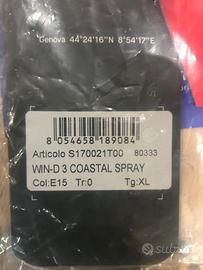 Genova 44°24'16"N 8°54'17"E
8 054658 189084
Articolo S170021T00 80333
WIN-D 3 COASTAL SPRAY
Col:E15 Tr:0 Tg:XL
subito